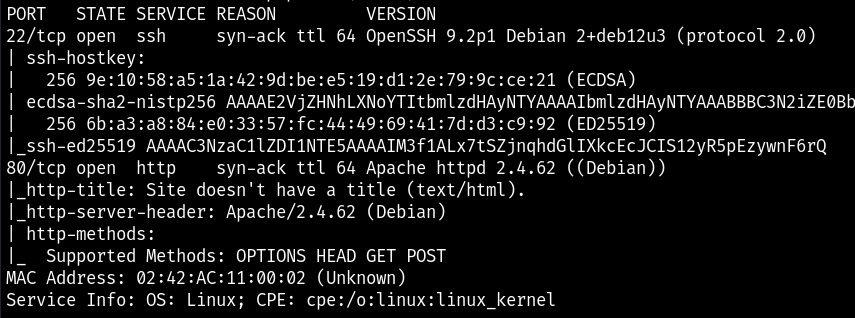 PORT   STATE SERVICE REASON         VERSION
22/tcp open  ssh     syn-ack ttl 64 OpenSSH 9.2p1 Debian 2+deb12u3 (protocol 2.0)
| ssh-hostkey:
|   256 9e:10:58:a5:1a:42:9d:be:e5:19:d1:2e:79:9c:ce:21 (ECDSA)
| ecdsa-sha2-nistp256 AAAAE2VjZHNhLXNoYTItbmlzdHAyNTYAAAAIbmlzdHAyNTYAAABBBC3N2iZE0Bb
|   256 6b:a3:a8:84:e0:33:57:fc:44:49:69:41:7d:d3:c9:92 (ED25519)
|_ssh-ed25519 AAAAC3NzaC1lZDI1NTE5AAAAIM3f1ALx7tSZjnqhdGlIXkcEcJCIS12yR5pEzywnF6rQ
80/tcp open  http    syn-ack ttl 64 Apache httpd 2.4.62 ((Debian))
|_http-title: Site doesn't have a title (text/html).
|_http-server-header: Apache/2.4.62 (Debian)
| http-methods:
|_  Supported Methods: OPTIONS HEAD GET POST
MAC Address: 02:42:AC:11:00:02 (Unknown)
Service Info: OS: Linux; CPE: cpe:/o:linux:linux_kernel